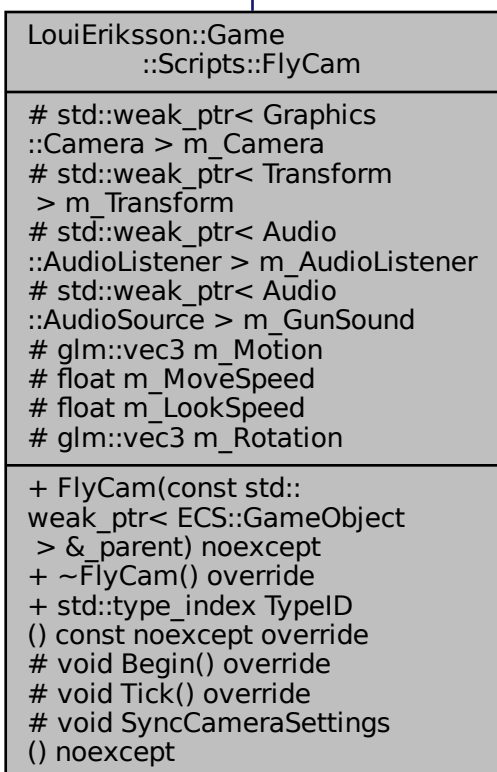 LouiEriksson::Game
::Scripts::FlyCam
# std::weak_ptr< Graphics
::Camera > m_Camera
# std::weak_ptr< Transform
 > m_Transform
# std::weak_ptr< Audio
::AudioListener > m_AudioListener
# std::weak_ptr< Audio
::AudioSource > m_GunSound
# glm::vec3 m_Motion
# float m_MoveSpeed
# float m_LookSpeed
# glm::vec3 m_Rotation
+ FlyCam(const std::
weak_ptr< ECS::GameObject
 > &_parent) noexcept
+ ~FlyCam() override
+ std::type_index TypeID
() const noexcept override
# void Begin() override
# void Tick() override
# void SyncCameraSettings
() noexcept